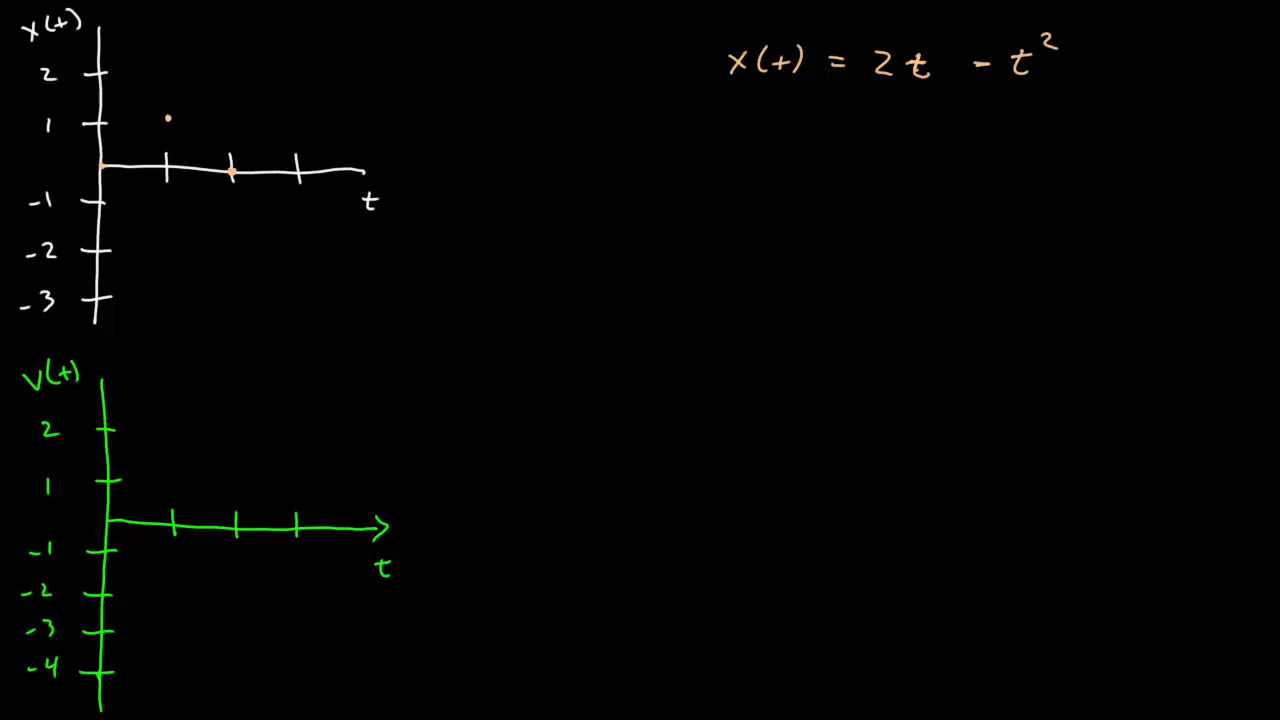 x(t)
2
1
-1
-2
-3
t
x(t) = 2t - t²
v(t)
2
1
-1
-2
-3
-4
t